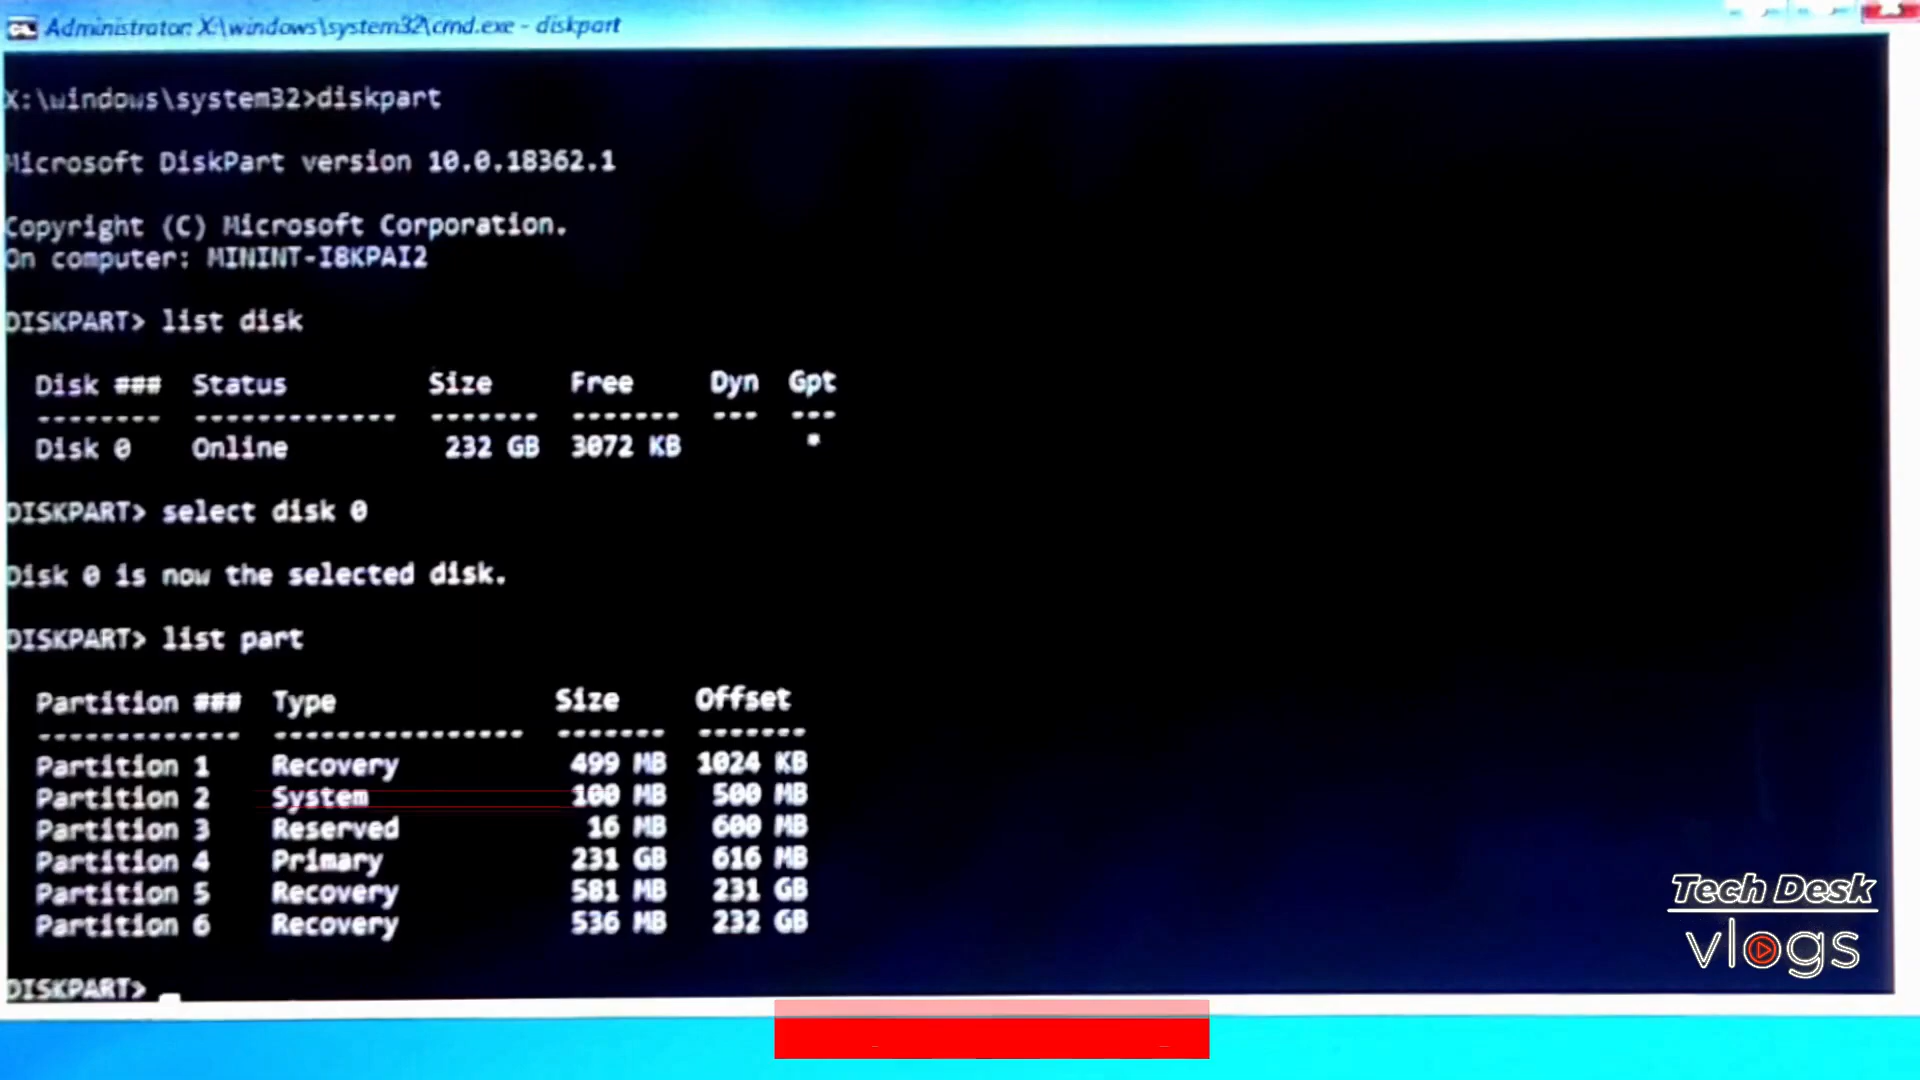 Administrator: X:\windows\system32\cmd.exe - diskpart
X:\windows\system32>diskpart
Microsoft DiskPart version 10.0.18362.1
Copyright (C) Microsoft Corporation.
On computer: MININT-I8KPAI2
DISKPART> list disk
Disk ### Status Size Free Dyn Gpt
-------- ------------- ------- ------- --- ---
Disk 0 Online 232 GB 3072 KB *
DISKPART> select disk 0
Disk 0 is now the selected disk.
DISKPART> list part
Partition ### Type Size Offset
------------- ---------------- ------- -------
Partition 1 Recovery 499 MB 1024 KB
Partition 2 System 100 MB 500 MB
Partition 3 Reserved 16 MB 600 MB
Partition 4 Primary 231 GB 616 MB
Partition 5 Recovery 581 MB 231 GB
Partition 6 Recovery 536 MB 232 GB
DISKPART>
Tech Desk
vlogs